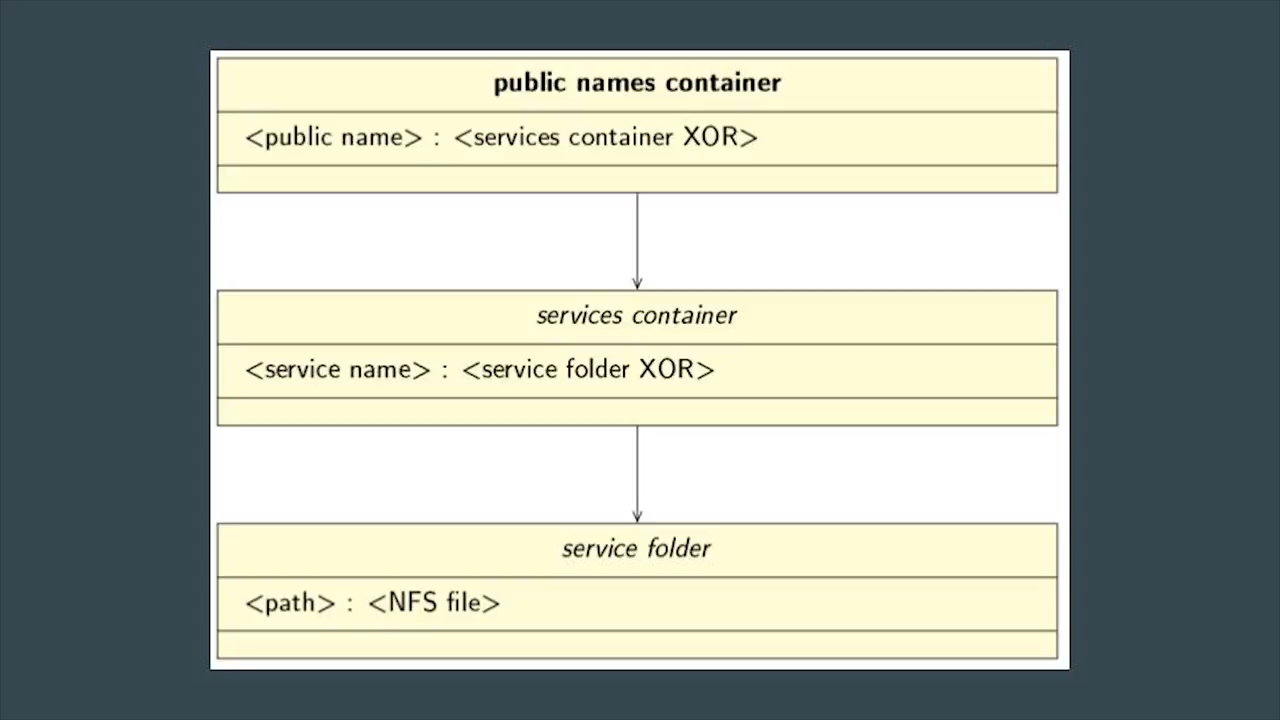 public names container
<public name> : <services container XOR>
services container
<service name> : <service folder XOR>
service folder
<path> : <NFS file>